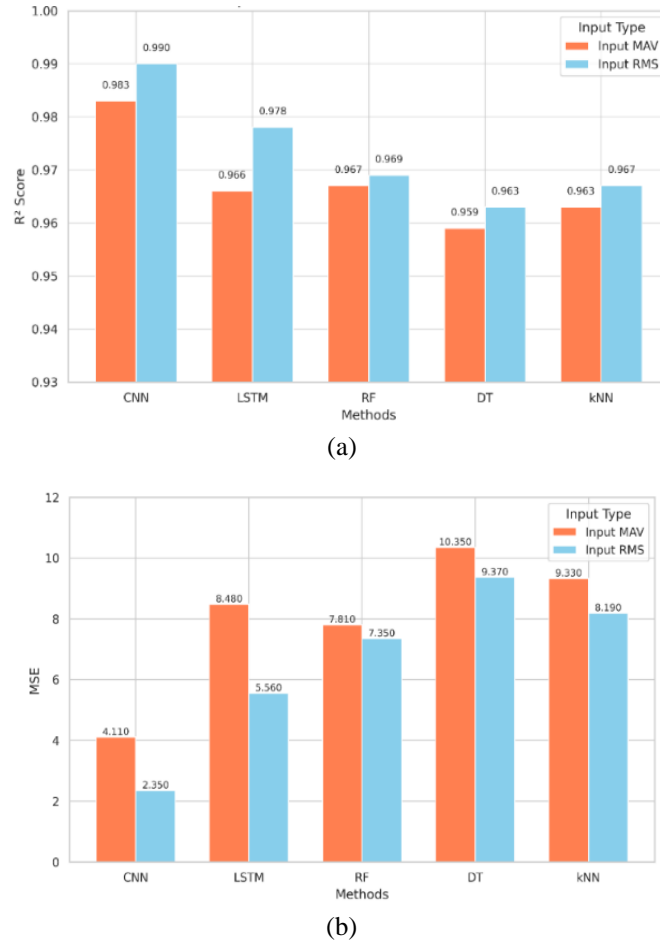 1.00
0.99
0.98
0.97
0.96
0.95
0.94
0.93
R² Score
Input Type
Input MAV
Input RMS
0.983
0.990
0.966
0.978
0.967
0.969
0.959
0.963
0.963
0.967
CNN
LSTM
RF
DT
kNN
Methods
(a)
12
10
8
6
4
2
0
MSE
Input Type
Input MAV
Input RMS
4.110
2.350
8.480
5.560
7.810
7.350
10.350
9.370
9.330
8.190
CNN
LSTM
RF
DT
kNN
Methods
(b)